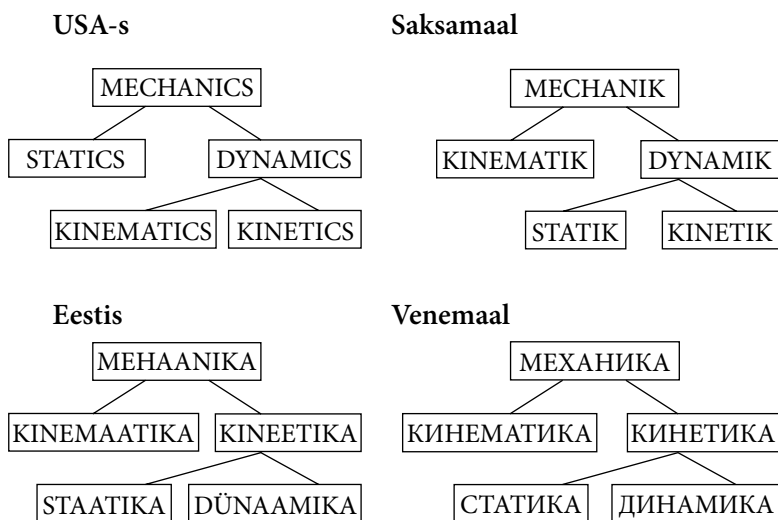 USA-s
MECHANICS
STATICS DYNAMICS
KINEMATICS KINETICS
Saksamaal
MECHANIK
KINEMATIK DYNAMIK
STATIK KINETIK
Eestis
MEHAANIKA
KINEMAATIKA KINEETIKA
STAATIKA DÜNAAMIKA
Venemaal
МЕХАНИКА
КИНЕМАТИКА КИНЕТИКА
СТАТИКА ДИНАМИКА